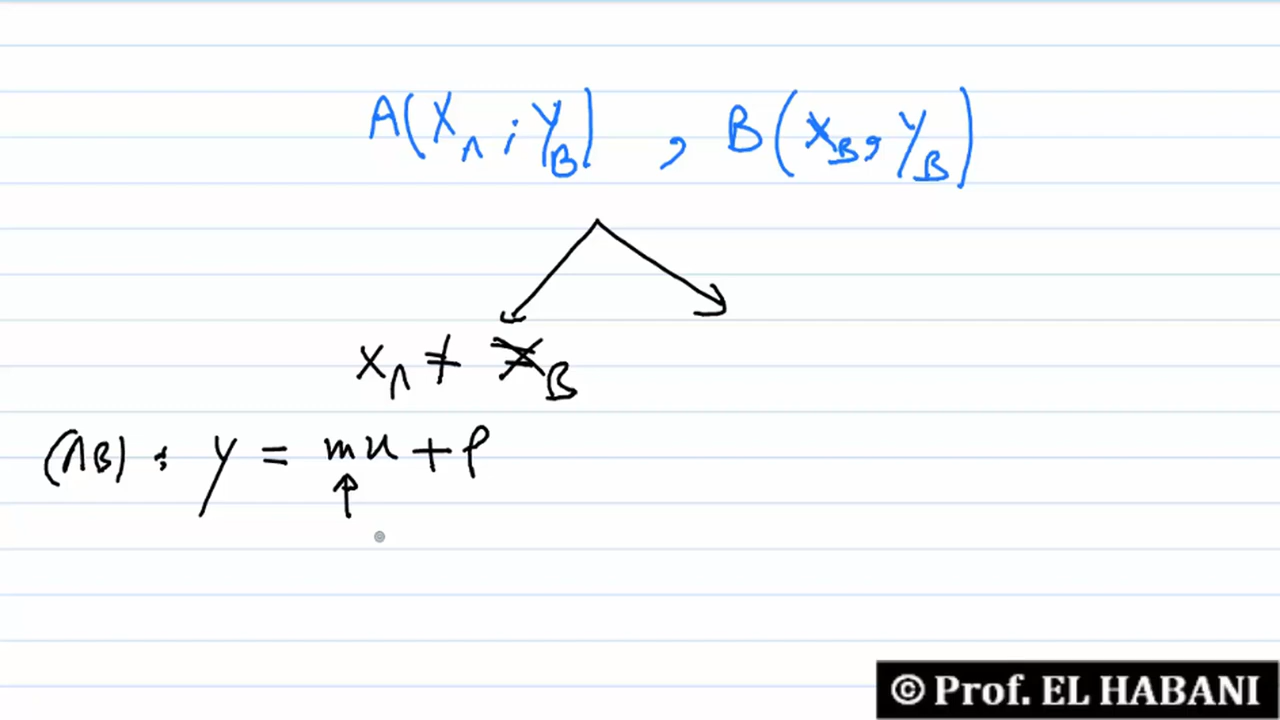 A(X_A ; Y_B) , B(X_B , Y_B)
X_A ≠ X_B
(AB) : y = mx + p
© Prof. EL HABANI